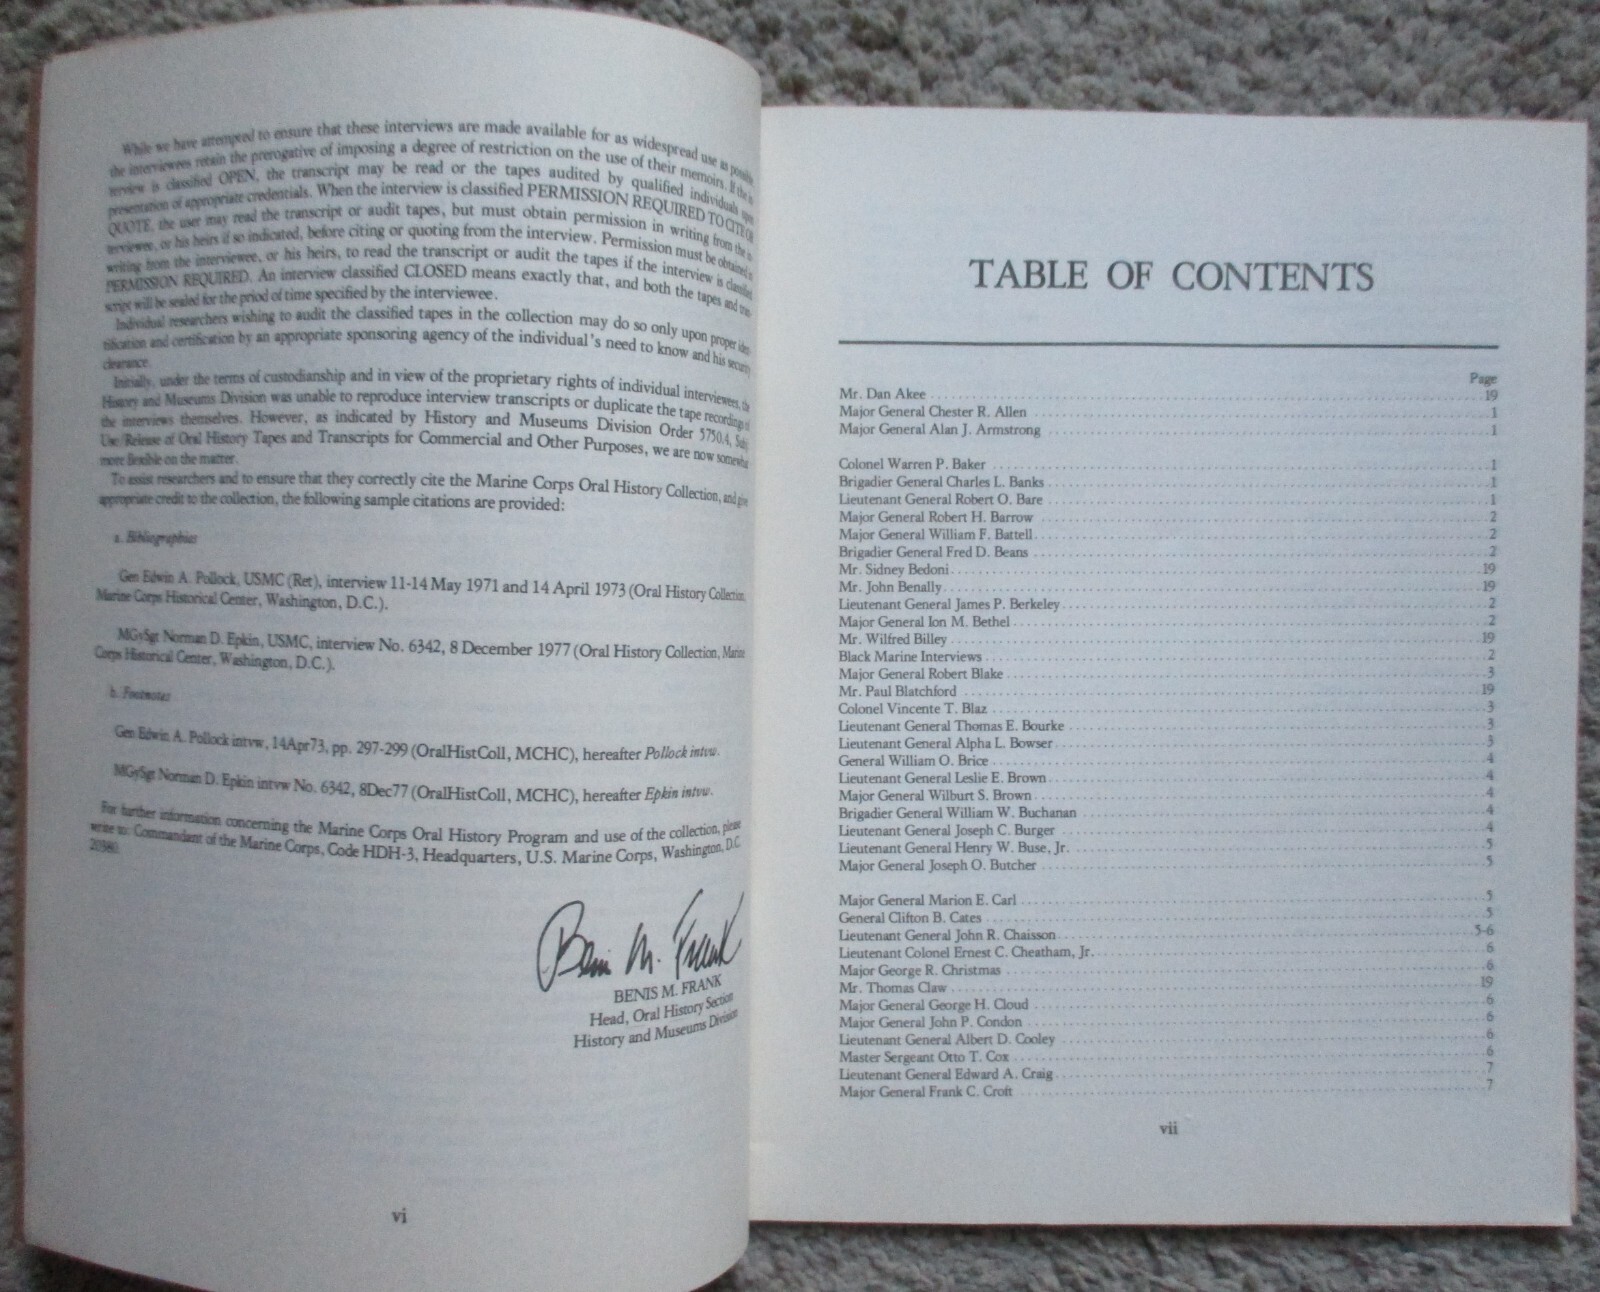 While we have attempted to ensure that these interviews are made available for as widespread use as possible,
the interviewees retain the prerogative of imposing a degree of restriction on the use of their memoirs. If the in-
terview is classified OPEN, the transcript may be read or the tapes audited by qualified individuals upon
presentation of appropriate credentials. When the interview is classified PERMISSION REQUIRED TO CITE OR
QUOTE, the user may read the transcript or audit tapes, but must obtain permission in writing from the in-
terviewee, or his heirs if so indicated, before citing or quoting from the interview. Permission must be obtained in
writing from the interviewee, or his heirs, to read the transcript or audit the tapes if the interview is classified
PERMISSION REQUIRED. An interview classified CLOSED means exactly that, and both the tapes and tran-
script will be sealed for the priod of time specified by the interviewee.
Individual researchers wishing to audit the classified tapes in the collection may do so only upon proper iden-
tification and certification by an appropriate sponsoring agency of the individual's need to know and his security
clearance.
Initially, under the terms of custodianship and in view of the proprietary rights of individual interviewees, the
History and Museums Division was unable to reproduce interview transcripts or duplicate the tape recordings of
the interviews themselves. However, as indicated by History and Museums Division Order 5750.4, Subj:
Use/Release of Oral History Tapes and Transcripts for Commercial and Other Purposes, we are now somewhat
more flexible on the matter.
To assist researchers and to ensure that they correctly cite the Marine Corps Oral History Collection, and give
appropriate credit to the collection, the following sample citations are provided:
a. Bibliographies
Gen Edwin A. Pollock, USMC (Ret), interview 11-14 May 1971 and 14 April 1973 (Oral History Collection,
Marine Corps Historical Center, Washington, D.C.).
MGySgt Norman D. Epkin, USMC, interview No. 6342, 8 December 1977 (Oral History Collection, Marine
Corps Historical Center, Washington, D.C.).
b. Footnotes
Gen Edwin A. Pollock intvw, 14Apr73, pp. 297-299 (OralHistColl, MCHC), hereafter Pollock intvw.
MGySgt Norman D. Epkin intvw No. 6342, 8Dec77 (OralHistColl, MCHC), hereafter Epkin intvw.
For further information concerning the Marine Corps Oral History Program and use of the collection, please
write to: Commandant of the Marine Corps, Code HDH-3, Headquarters, U.S. Marine Corps, Washington, D.C.
20380.
Benis M. Frank
BENIS M. FRANK
Head, Oral History Section
History and Museums Division
vi
TABLE OF CONTENTS
Page
Mr. Dan Akee 19
Major General Chester R. Allen 1
Major General Alan J. Armstrong 1
Colonel Warren P. Baker 1
Brigadier General Charles L. Banks 1
Lieutenant General Robert O. Bare 1
Major General Robert H. Barrow 2
Major General William F. Battell 2
Brigadier General Fred D. Beans 2
Mr. Sidney Bedoni 19
Mr. John Benally 19
Lieutenant General James P. Berkeley 2
Major General Ion M. Bethel 2
Mr. Wilfred Billey 19
Black Marine Interviews 2
Major General Robert Blake 3
Mr. Paul Blatchford 19
Colonel Vincente T. Blaz 3
Lieutenant General Thomas E. Bourke 3
Lieutenant General Alpha L. Bowser 3
General William O. Brice 4
Lieutenant General Leslie E. Brown 4
Major General Wilburt S. Brown 4
Brigadier General William W. Buchanan 4
Lieutenant General Joseph C. Burger 4
Lieutenant General Henry W. Buse, Jr. 5
Major General Joseph O. Butcher 5
Major General Marion E. Carl 5
General Clifton B. Cates 5
Lieutenant General John R. Chaisson 5-6
Lieutenant Colonel Ernest C. Cheatham, Jr. 6
Major George R. Christmas 6
Mr. Thomas Claw 19
Major General George H. Cloud 6
Major General John P. Condon 6
Lieutenant General Albert D. Cooley 6
Master Sergeant Otto T. Cox 6
Lieutenant General Edward A. Craig 7
Major General Frank C. Croft 7
vii